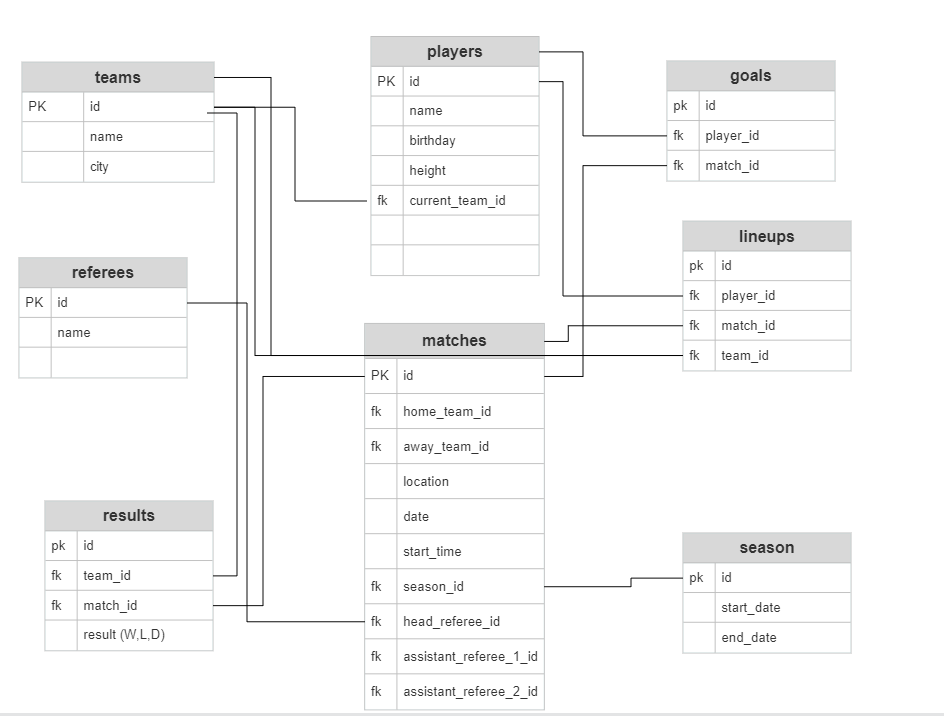 teams
PK id
name
city
players
PK id
name
birthday
height
fk current_team_id
goals
pk id
fk player_id
fk match_id
lineups
pk id
fk player_id
fk match_id
fk team_id
referees
PK id
name
matches
PK id
fk home_team_id
fk away_team_id
location
date
start_time
fk season_id
fk head_referee_id
fk assistant_referee_1_id
fk assistant_referee_2_id
results
pk id
fk team_id
fk match_id
result (W,L,D)
season
pk id
start_date
end_date